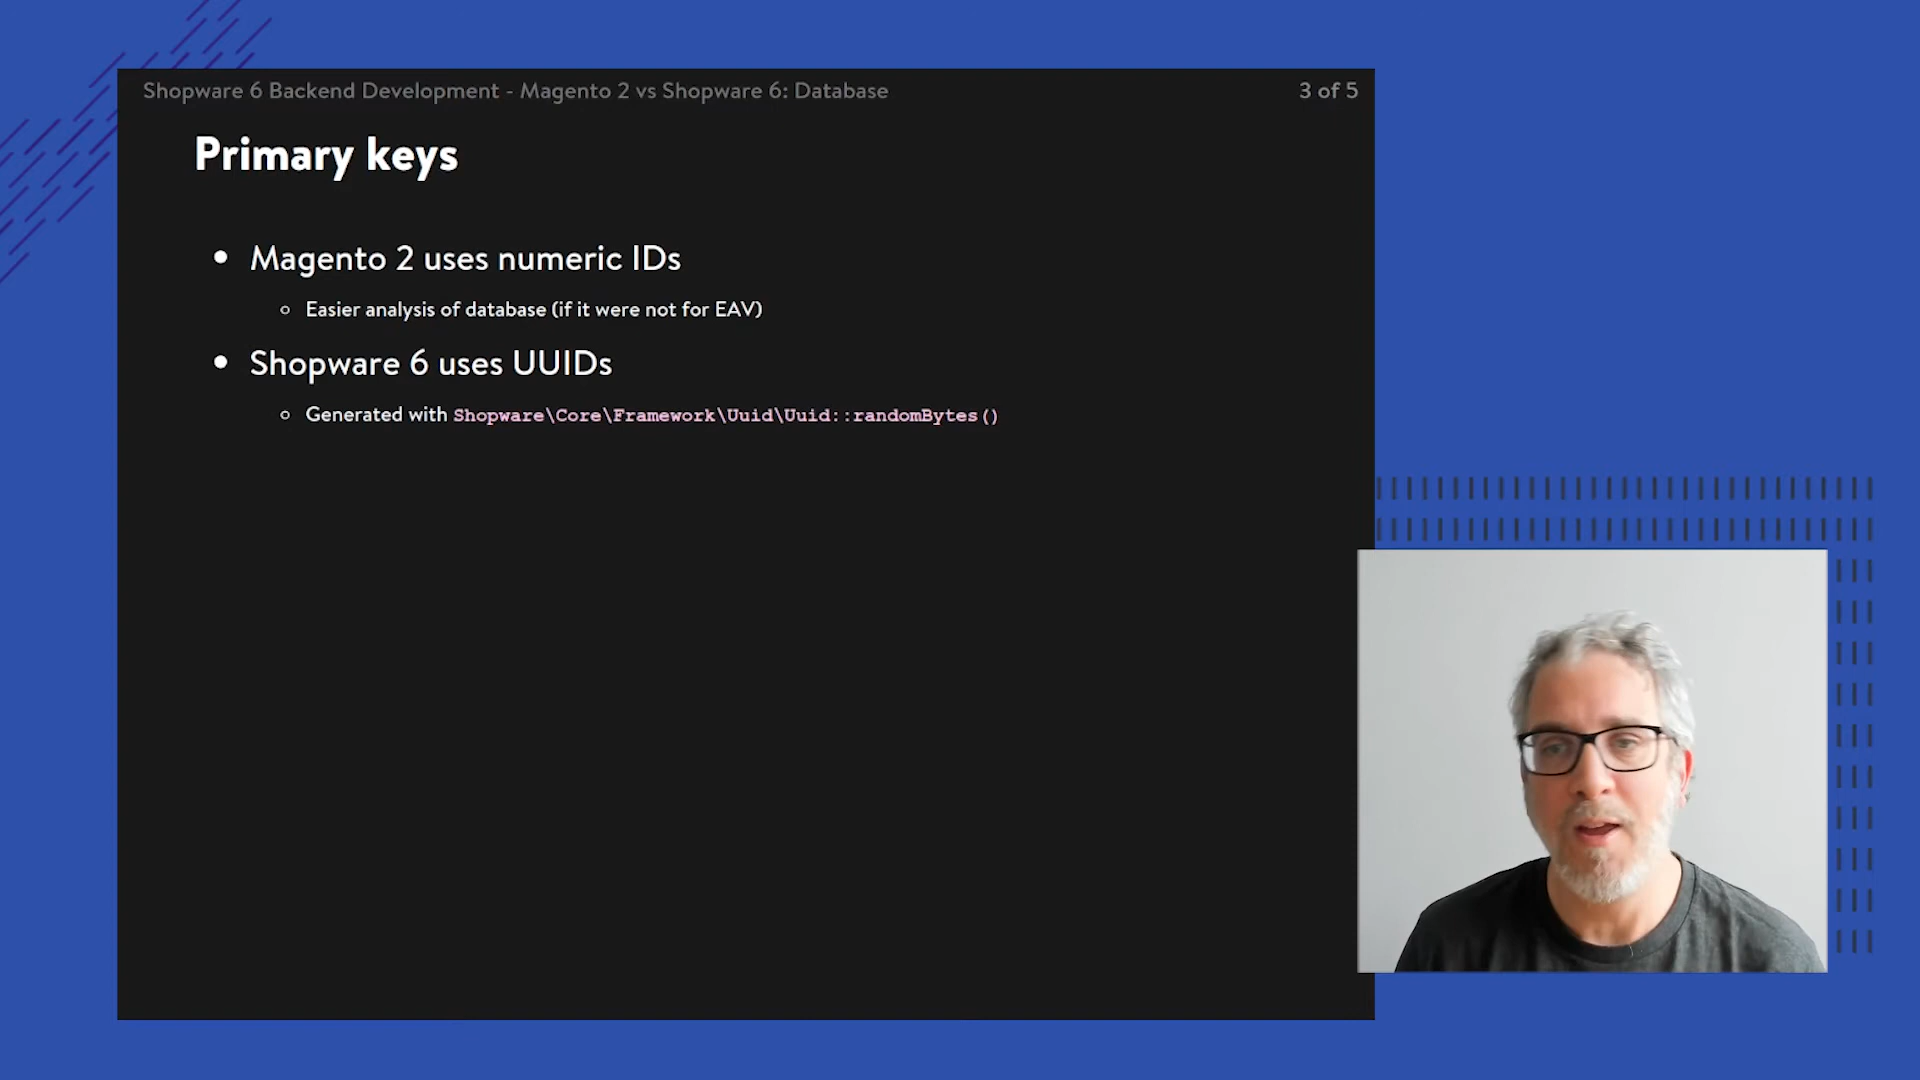 Shopware 6 Backend Development - Magento 2 vs Shopware 6: Database
3 of 5
Primary keys
• Magento 2 uses numeric IDs
◦ Easier analysis of database (if it were not for EAV)
• Shopware 6 uses UUIDs
◦ Generated with Shopware\Core\Framework\Uuid\Uuid::randomBytes()